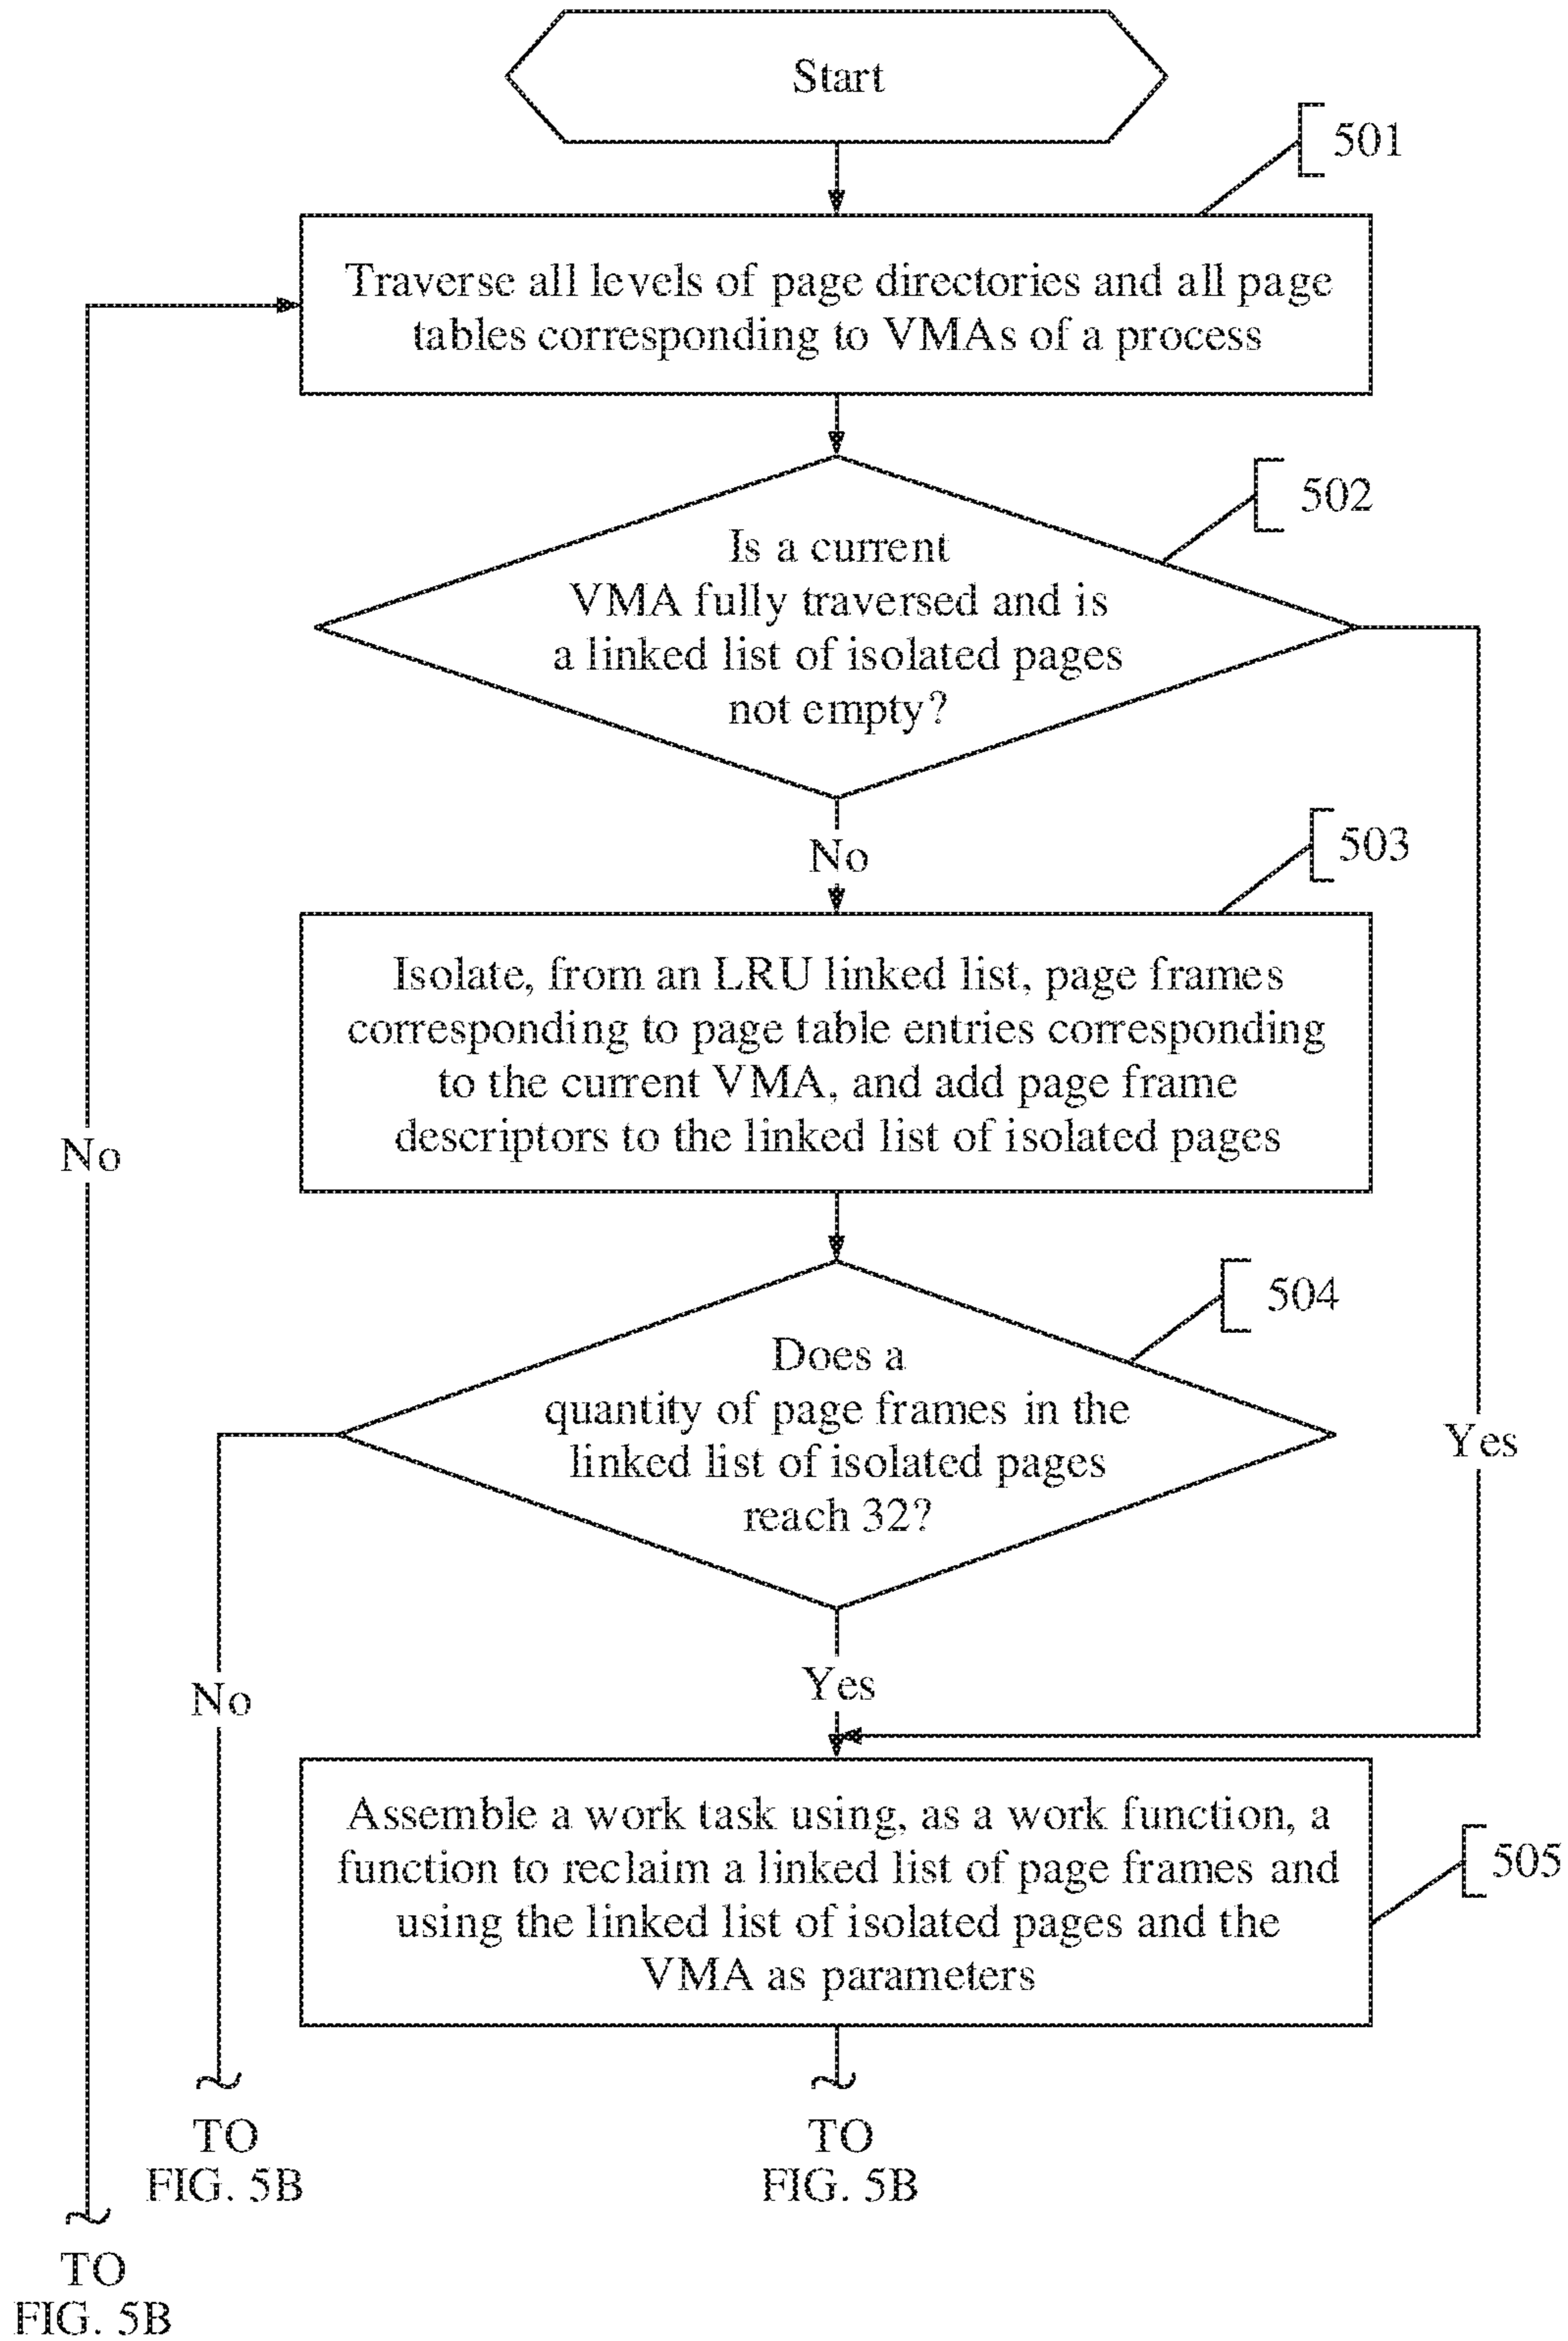 Start
501
Traverse all levels of page directories and all page
tables corresponding to VMAs of a process
502
Is a current
VMA fully traversed and is
a linked list of isolated pages
not empty?
No
503
Isolate, from an LRU linked list, page frames
corresponding to page table entries corresponding
to the current VMA, and add page frame
descriptors to the linked list of isolated pages
No
504
Does a
quantity of page frames in the
linked list of isolated pages
reach 32?
Yes
Yes
No
Assemble a work task using, as a work function, a
function to reclaim a linked list of page frames and
using the linked list of isolated pages and the
VMA as parameters
505
TO
FIG. 5B
TO
FIG. 5B
TO
FIG. 5B